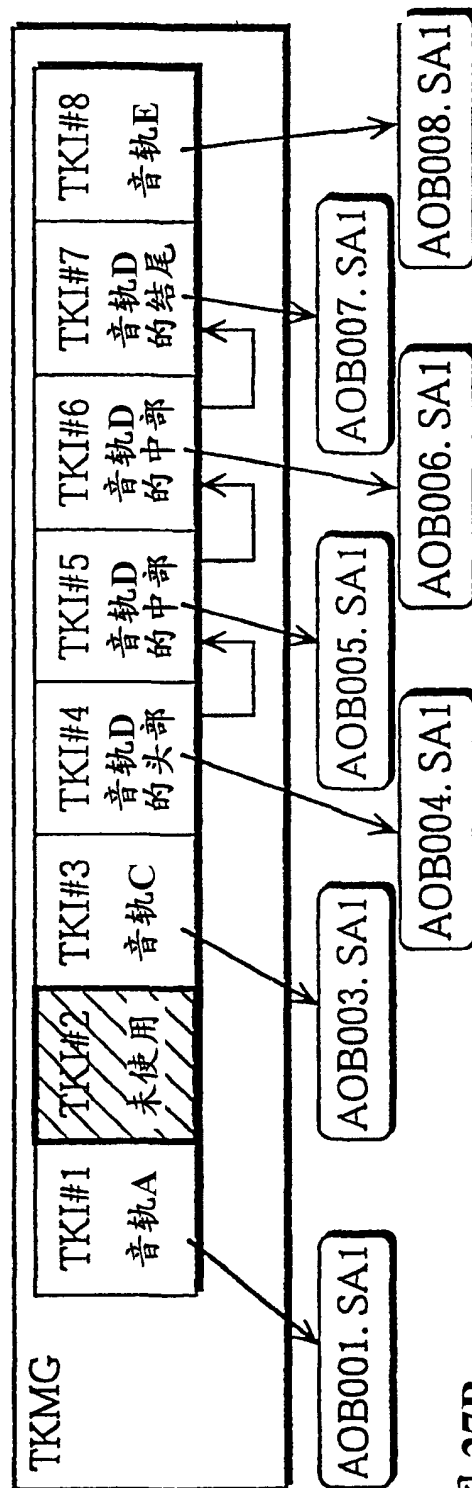 TKMG
TKI#1
音轨A
TKI#2
未使用
TKI#3
音轨C
TKI#4
音轨D
的头部
TKI#5
音轨D
的中部
TKI#6
音轨D
的中部
TKI#7
音轨D
的结尾
TKI#8
音轨E
AOB001.SA1
AOB003.SA1
AOB004.SA1
AOB005.SA1
AOB006.SA1
AOB007.SA1
AOB008.SA1